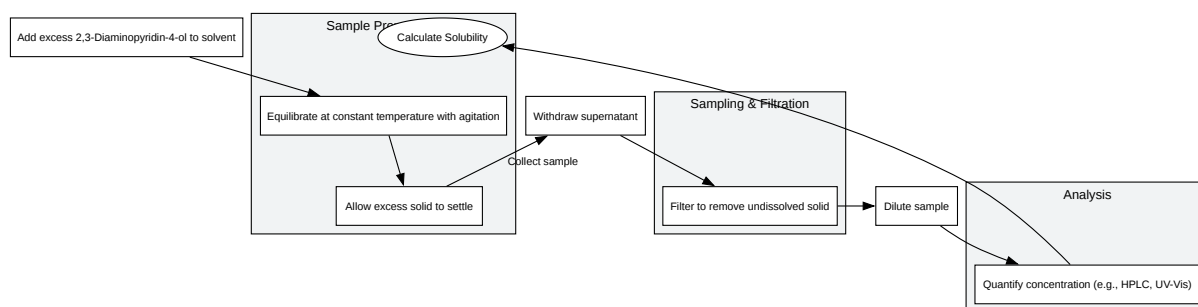 Add excess 2,3-Diaminopyridin-4-ol to solvent
Sample Pre
Calculate Solubility
Equilibrate at constant temperature with agitation
Allow excess solid to settle
Collect sample
Withdraw supernatant
Sampling & Filtration
Filter to remove undissolved solid
Dilute sample
Analysis
Quantify concentration (e.g., HPLC, UV-Vis)